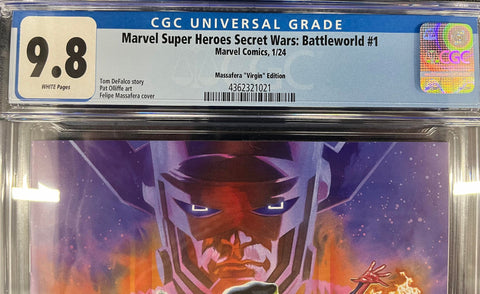 CGC UNIVERSAL GRADE
9.8
WHITE Pages
Marvel Super Heroes Secret Wars: Battleworld #1
Marvel Comics, 1/24
Massafera "Virgin" Edition
Tom DeFalco story
Pat Olliffe art
Felipe Massafera cover
4362321021
CGC